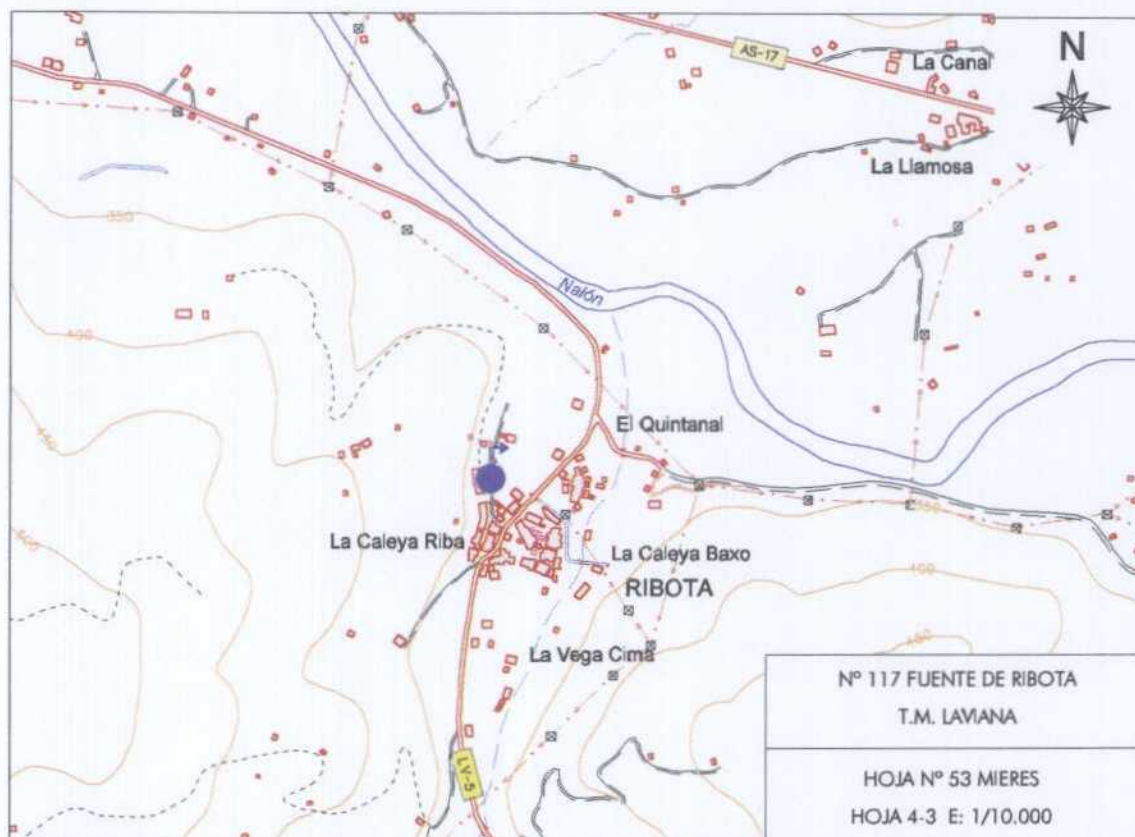 AS-17
La Canal
N
La Llamosa
350
Nalón
400
450
El Quintanal
500
La Caleya Riba
350
La Caleya Baxo
400
RIBOTA
450
La Vega Cima
LV-5
Nº 117 FUENTE DE RIBOTA
T.M. LAVIANA
HOJA Nº 53 MIERES
HOJA 4-3 E: 1/10.000